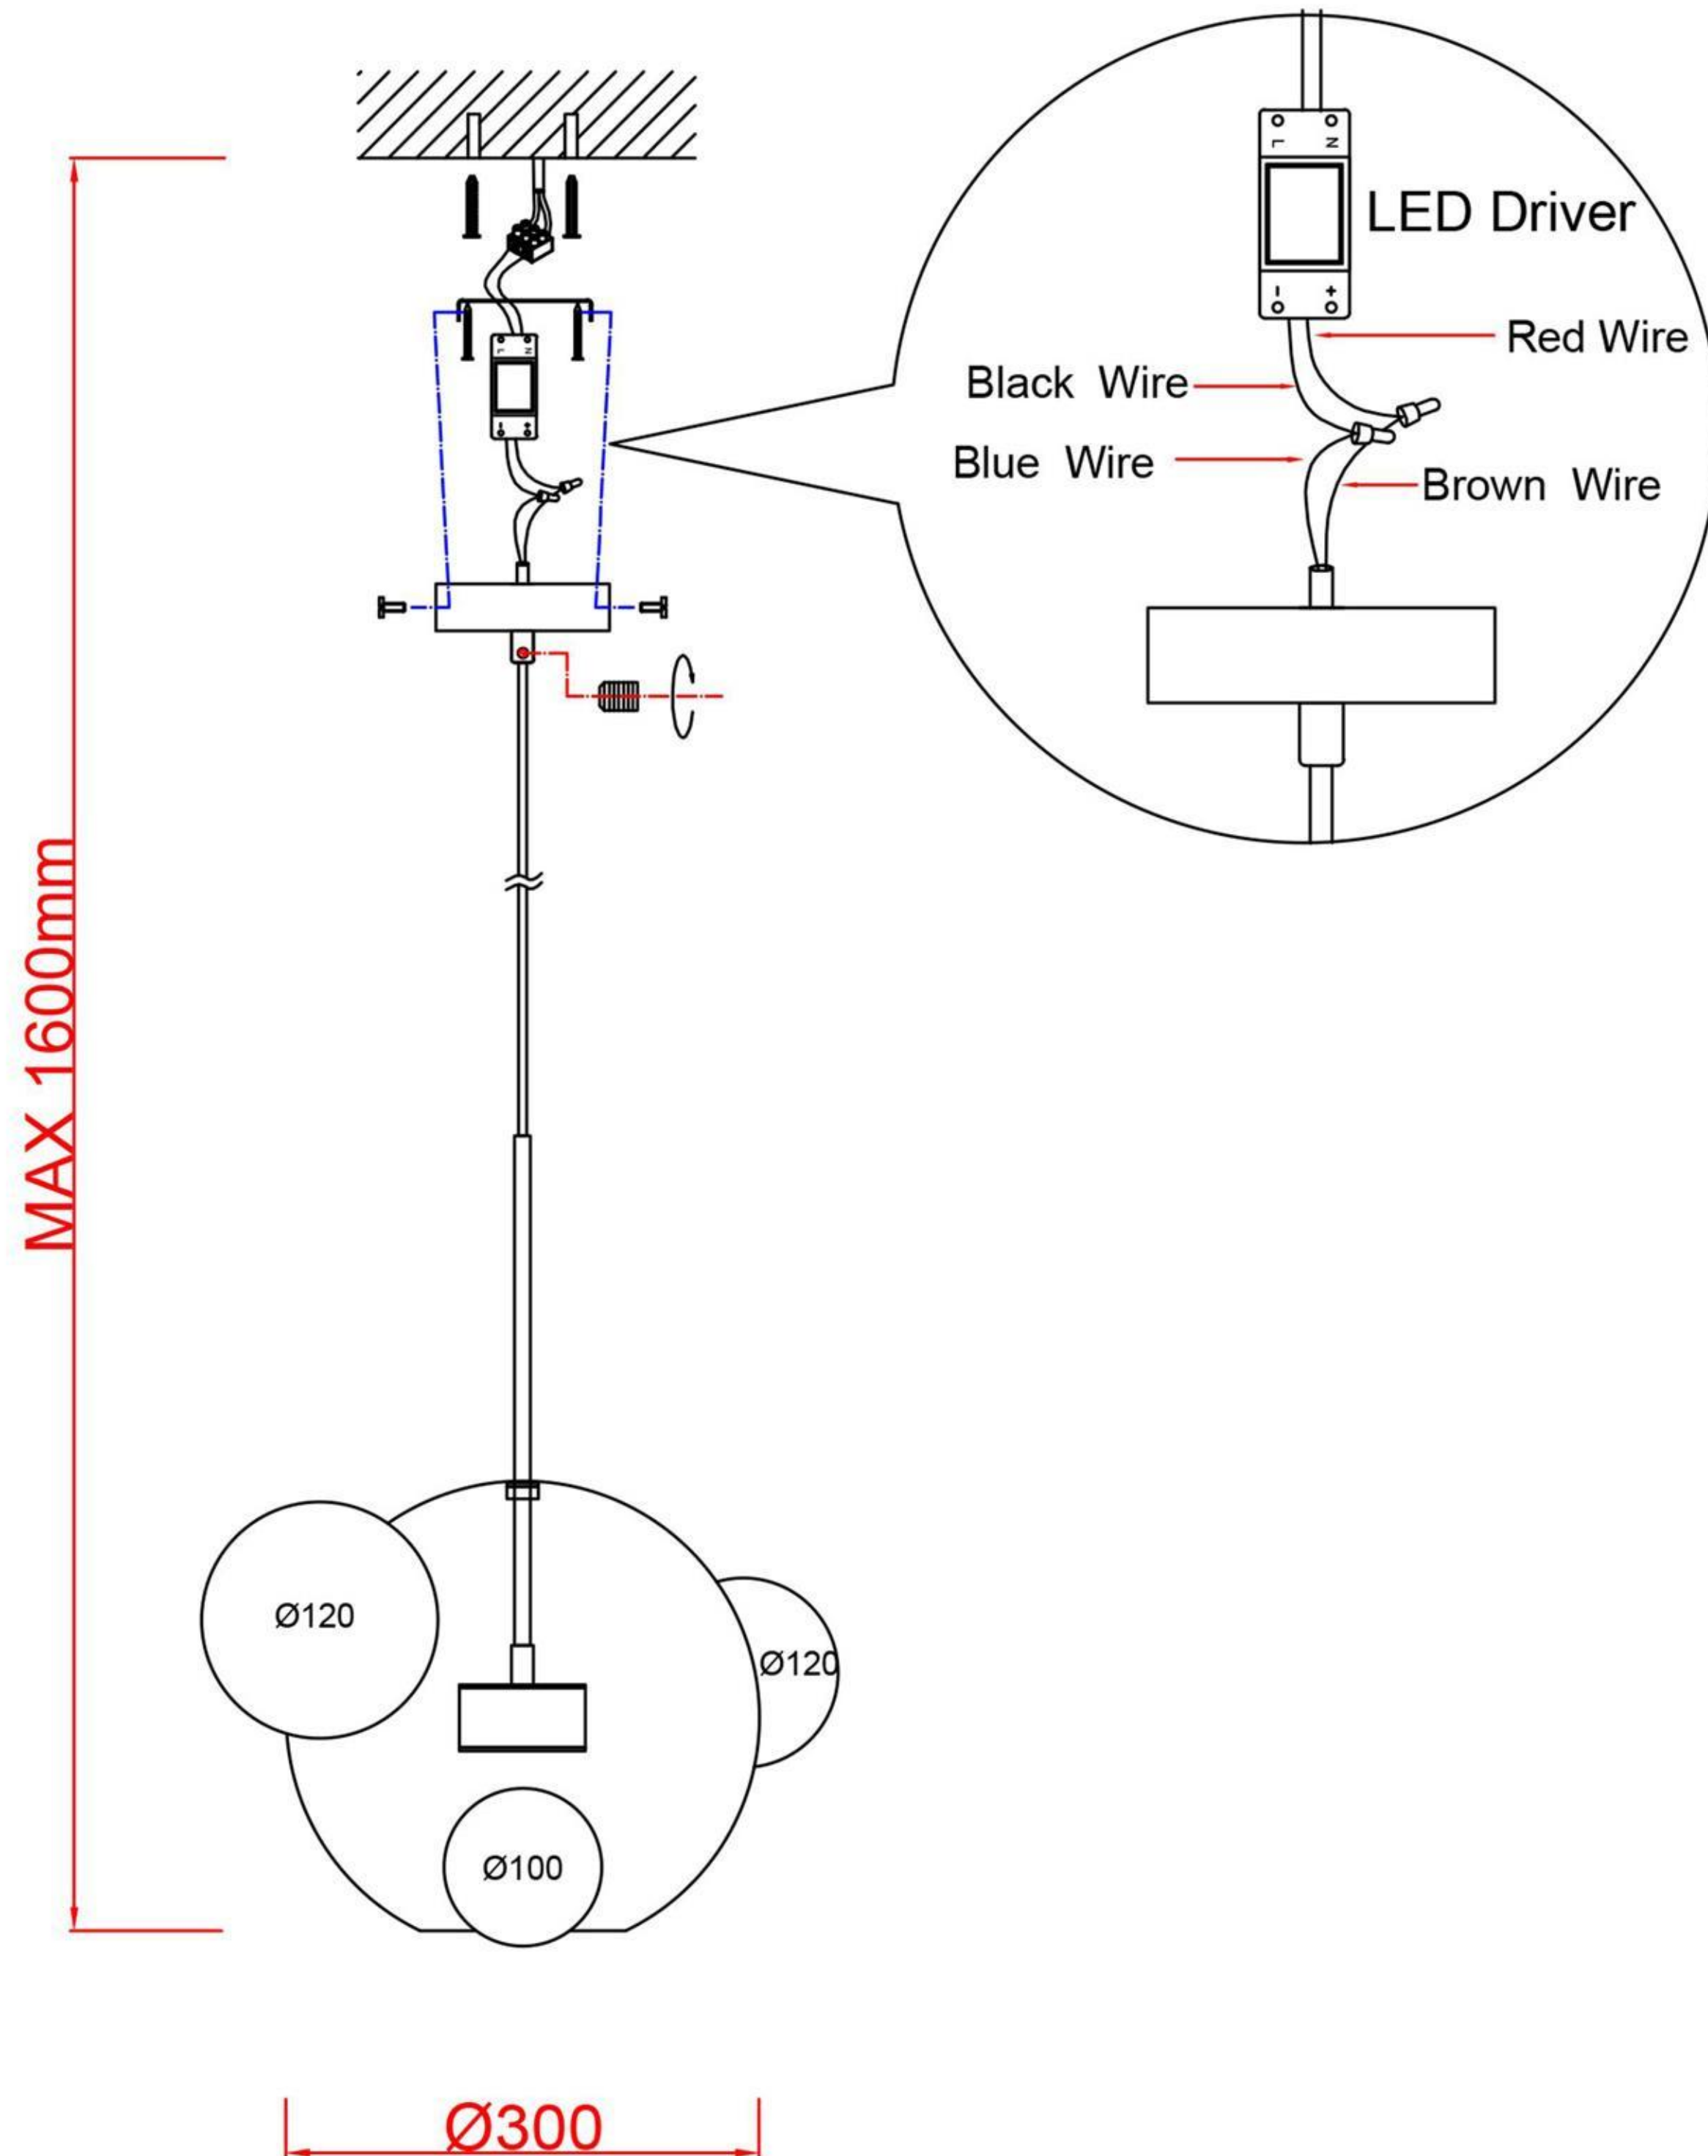 L N
LED Driver
- +
Red Wire
Black Wire
Blue Wire
Brown Wire
L N
- +
MAX 1600mm
Ø120
Ø120
Ø100
Ø300